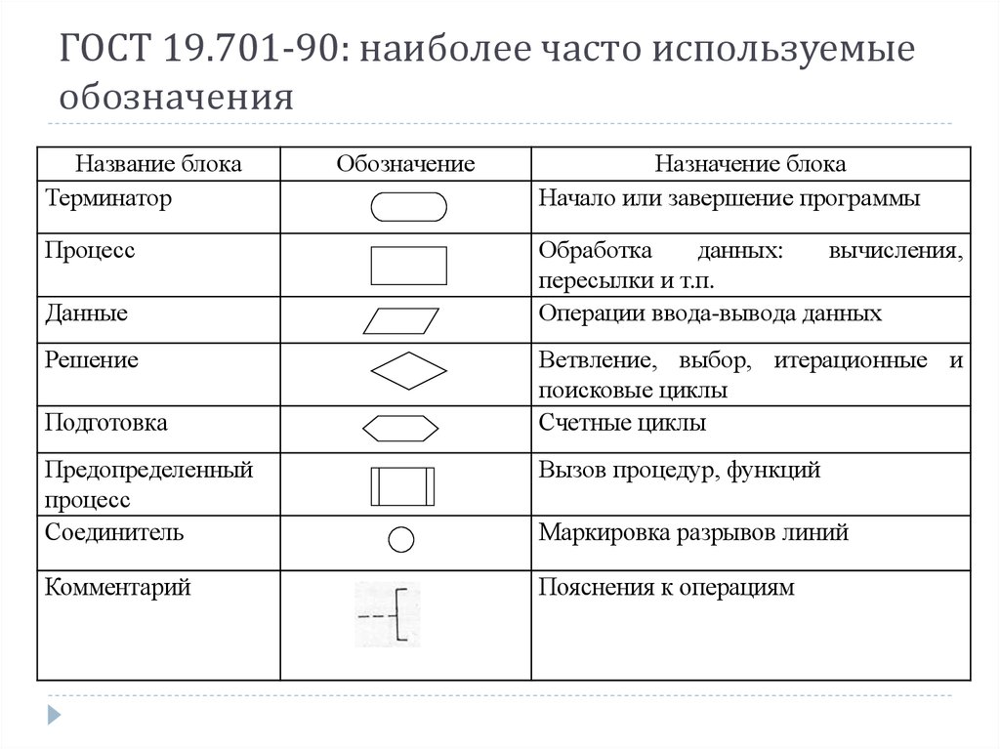 ГОСТ 19.701-90: наиболее часто используемые
обозначения
Название блока
Обозначение
Назначение блока
Терминатор
Начало или завершение программы
Процесс
Обработка данных: вычисления,
пересылки и т.п.
Данные
Операции ввода-вывода данных
Решение
Ветвление, выбор, итерационные и
поисковые циклы
Подготовка
Счетные циклы
Предопределенный
процесс
Вызов процедур, функций
Соединитель
Маркировка разрывов линий
Комментарий
Пояснения к операциям